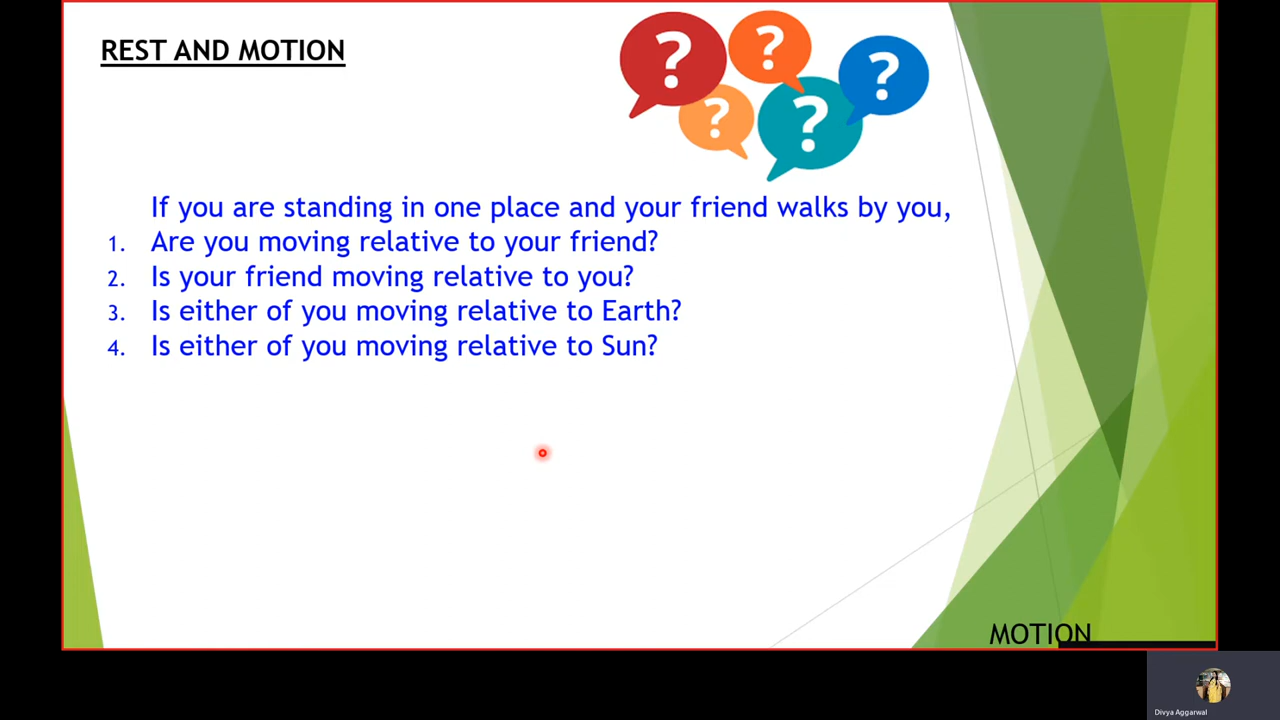 REST AND MOTION
? ? ? ? ?
If you are standing in one place and your friend walks by you,
1. Are you moving relative to your friend?
2. Is your friend moving relative to you?
3. Is either of you moving relative to Earth?
4. Is either of you moving relative to Sun?
MOTION
Divya Aggarwal